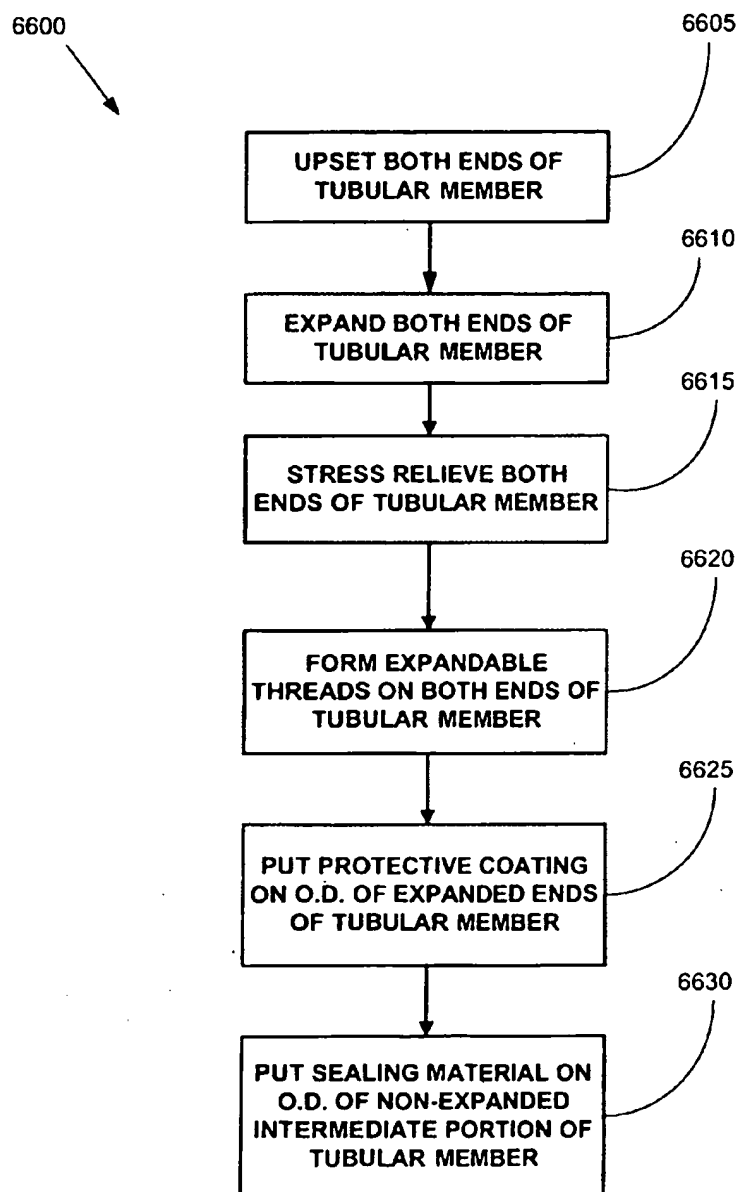 6600
6605
UPSET BOTH ENDS OF
TUBULAR MEMBER
6610
EXPAND BOTH ENDS OF
TUBULAR MEMBER
6615
STRESS RELIEVE BOTH
ENDS OF TUBULAR MEMBER
6620
FORM EXPANDABLE
THREADS ON BOTH ENDS OF
TUBULAR MEMBER
6625
PUT PROTECTIVE COATING
ON O.D. OF EXPANDED ENDS
OF TUBULAR MEMBER
6630
PUT SEALING MATERIAL ON
O.D. OF NON-EXPANDED
INTERMEDIATE PORTION OF
TUBULAR MEMBER